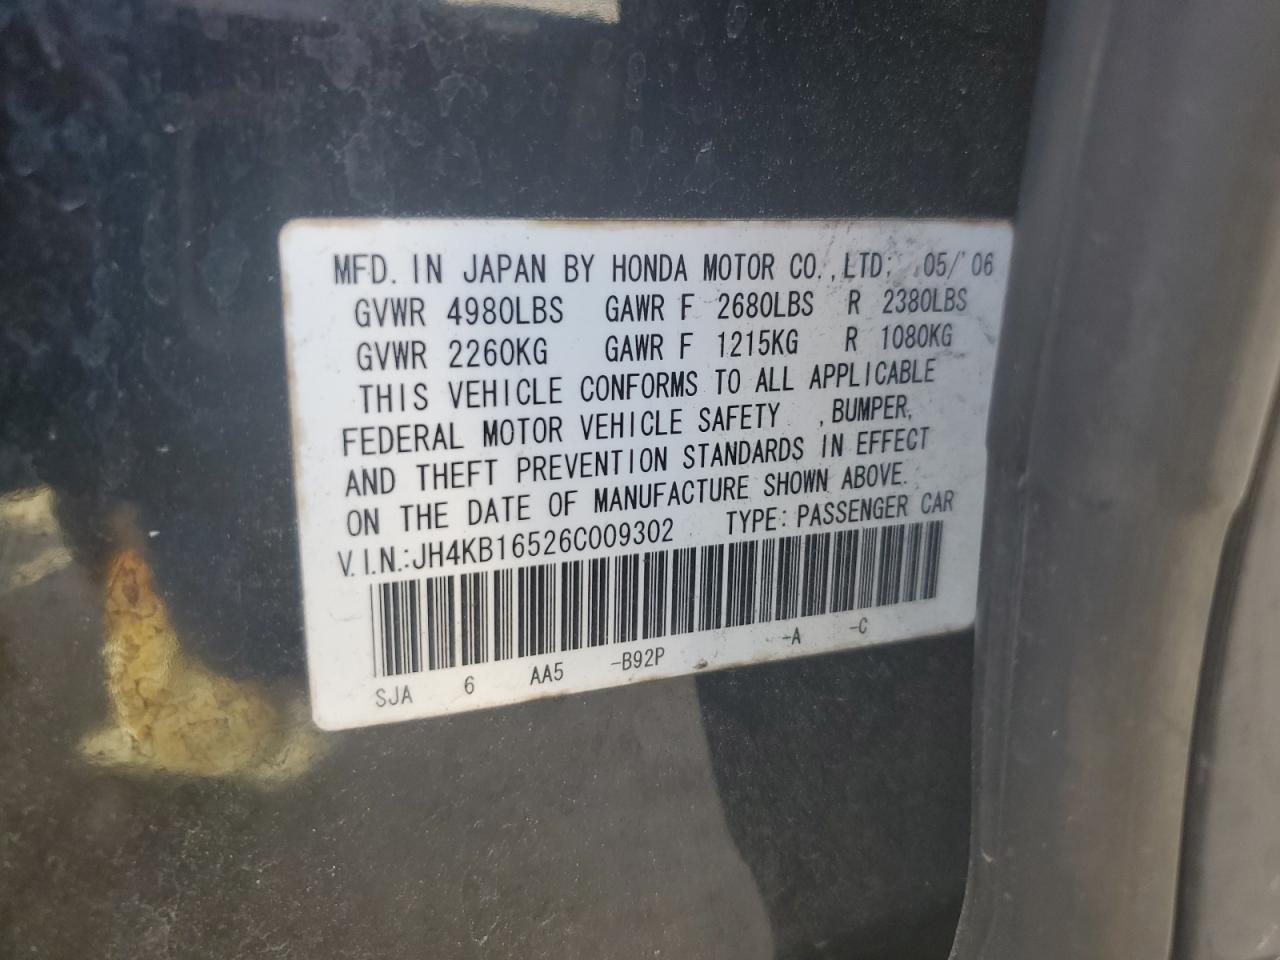 MFD. IN JAPAN BY HONDA MOTOR CO.,LTD. 05/'06
GVWR 4980LBS GAWR F 2680LBS R 2380LBS
GVWR 2260KG GAWR F 1215KG R 1080KG
THIS VEHICLE CONFORMS TO ALL APPLICABLE
FEDERAL MOTOR VEHICLE SAFETY ,BUMPER,
AND THEFT PREVENTION STANDARDS IN EFFECT
ON THE DATE OF MANUFACTURE SHOWN ABOVE.
V.I.N.:JH4KB16526C009302 TYPE:PASSENGER CAR
SJA 6 AA5 -B92P -A -C